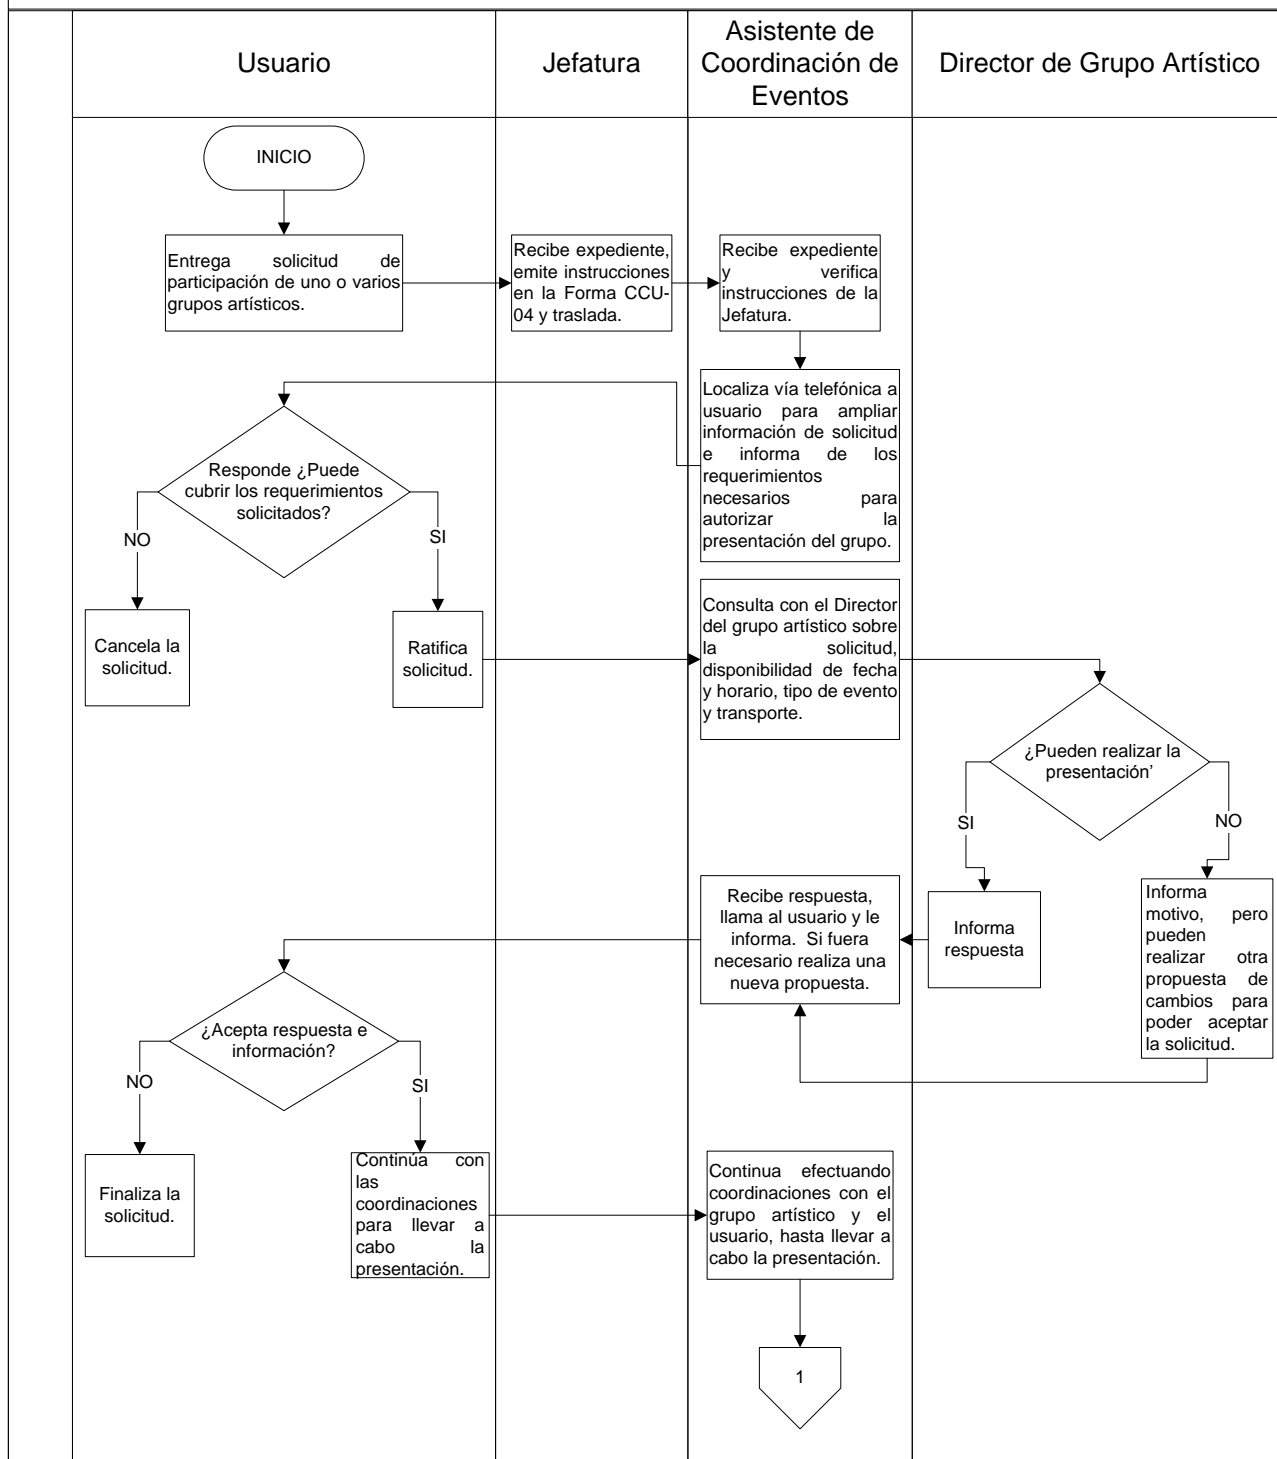 Usuario
Jefatura
Asistente de
Coordinación de
Eventos
Director de Grupo Artístico
INICIO
Entrega solicitud de
participación de uno o varios
grupos artísticos.
Recibe expediente,
emite instrucciones
en la Forma CCU-
04 y traslada.
Recibe expediente
y verifica
instrucciones de la
Jefatura.
Localiza vía telefónica a
usuario para ampliar
información de solicitud
e informa de los
requerimientos
necesarios para
autorizar la
presentación del grupo.
Responde ¿Puede
cubrir los requerimientos
solicitados?
NO
SI
Cancela la
solicitud.
Ratifica
solicitud.
Consulta con el Director
del grupo artístico sobre
la solicitud,
disponibilidad de fecha
y horario, tipo de evento
y transporte.
¿Pueden realizar la
presentación'
SI
NO
Informa
respuesta
Informa
motivo, pero
pueden
realizar otra
propuesta de
cambios para
poder aceptar
la solicitud.
Recibe respuesta,
llama al usuario y le
informa. Si fuera
necesario realiza una
nueva propuesta.
¿Acepta respuesta e
información?
NO
SI
Finaliza la
solicitud.
Continúa con
las
coordinaciones
para llevar a
cabo la
presentación.
Continua efectuando
coordinaciones con el
grupo artístico y el
usuario, hasta llevar a
cabo la presentación.
1